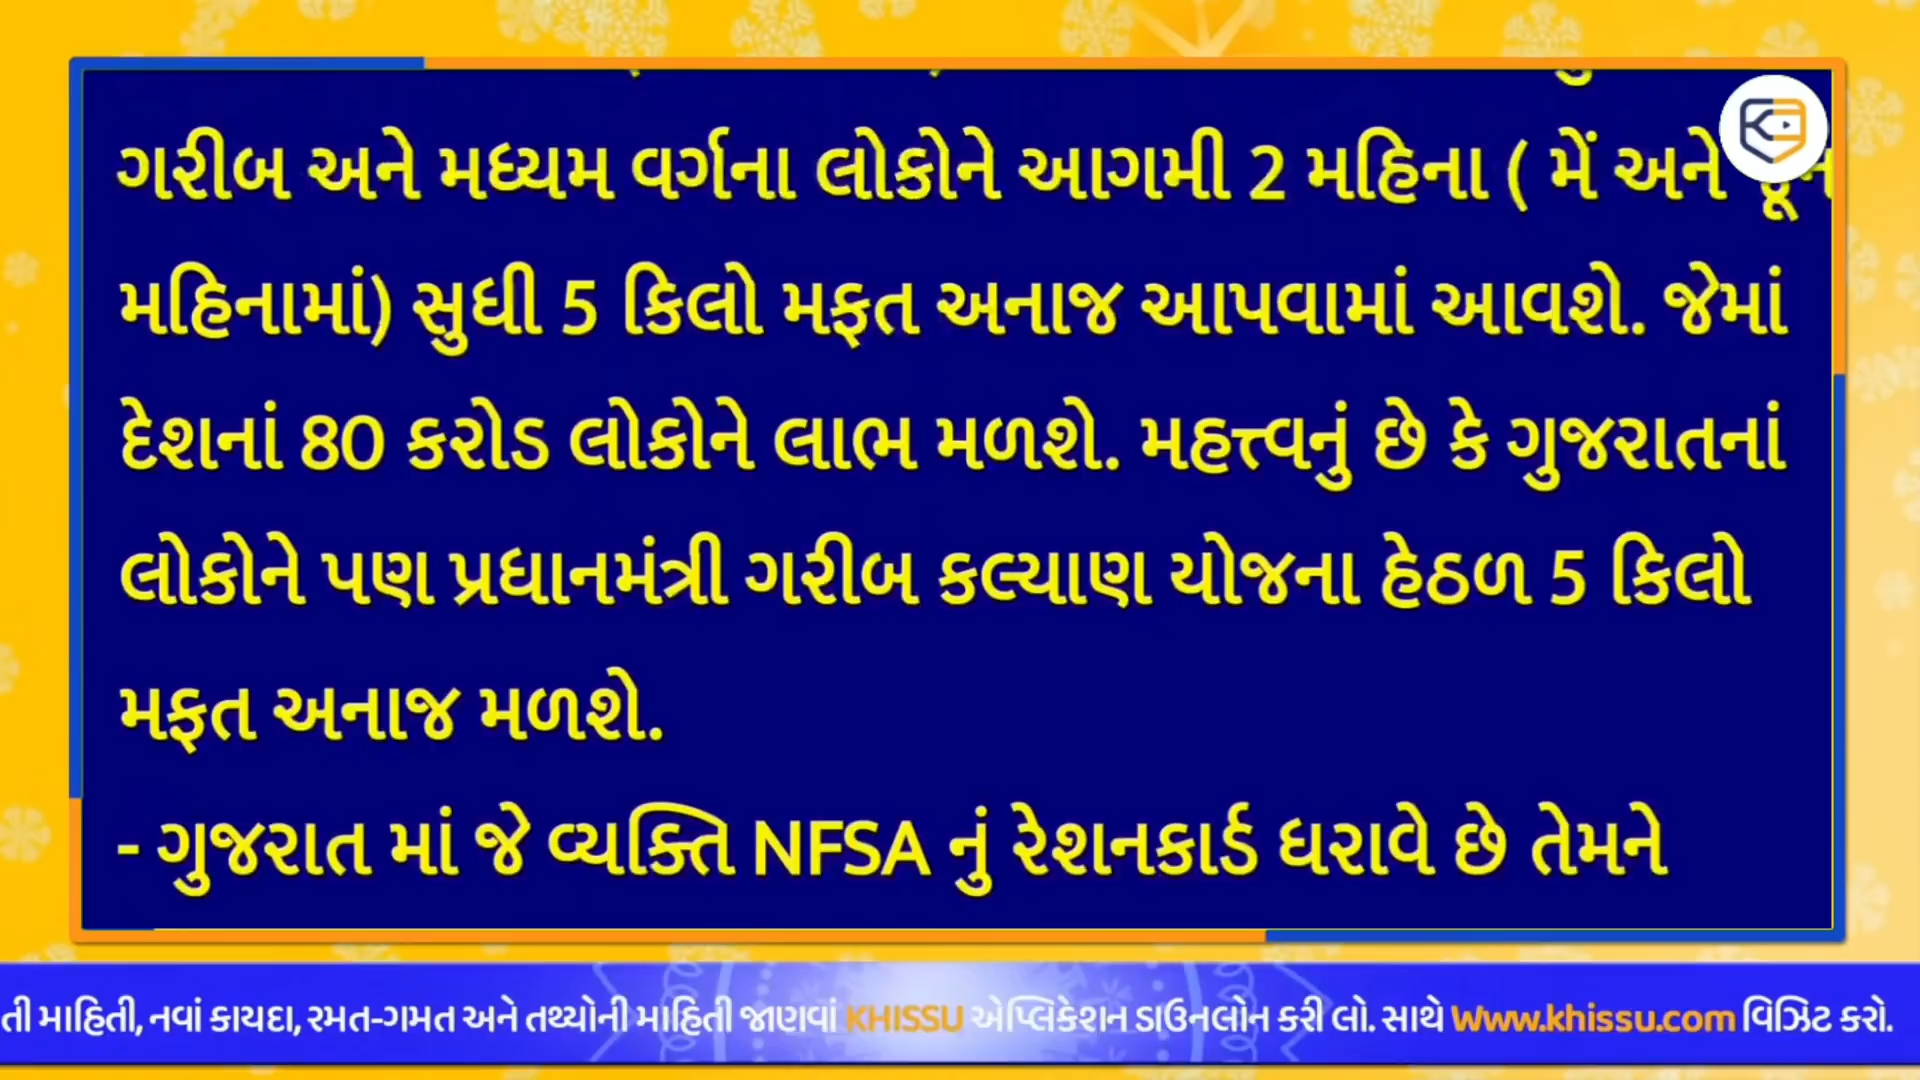 ગરીબ અને મધ્યમ વર્ગના લોકોને આગમી 2 મહિના ( મેં અને
મહિનામાં) સુધી 5 કિલો મફત અનાજ આપવામાં આવશે. જેમાં
દેશનાં 80 કરોડ લોકોને લાભ મળશે. મહત્ત્વનું છે કે ગુજરાતનાં
લોકોને પણ પ્રધાનમંત્રી ગરીબ કલ્યાણ યોજના હેઠળ 5 કિલો
મફત અનાજ મળશે.
- ગુજરાત માં જે વ્યક્તિ NFSA નું રેશનકાર્ડ ધરાવે છે તેમને
તી માહિતી, નવાં કાયદા, રમત-ગમત અને તથ્યોની માહિતી જાણવાં KHISSU એપ્લિકેશન ડાઉનલોન કરી લો. સાથે Www.khissu.com વિઝિટ કરો.